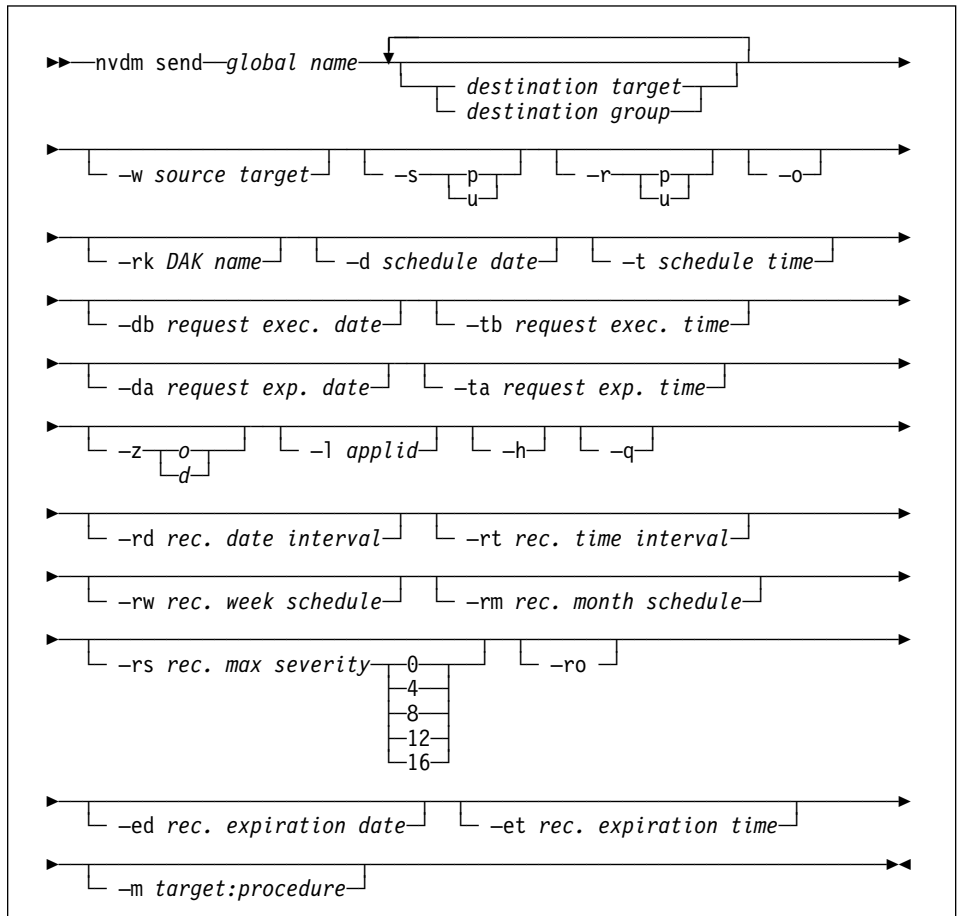 nvdm send global name
destination target
destination group
–w source target –s p –r p –o
u u
–rk DAK name –d schedule date –t schedule time
–db request exec. date –tb request exec. time
–da request exp. date –ta request exp. time
–z o –l applid –h –q
d
–rd rec. date interval –rt rec. time interval
–rw rec. week schedule –rm rec. month schedule
–rs rec. max severity 0 –ro
4
8
12
16
–ed rec. expiration date –et rec. expiration time
–m target:procedure